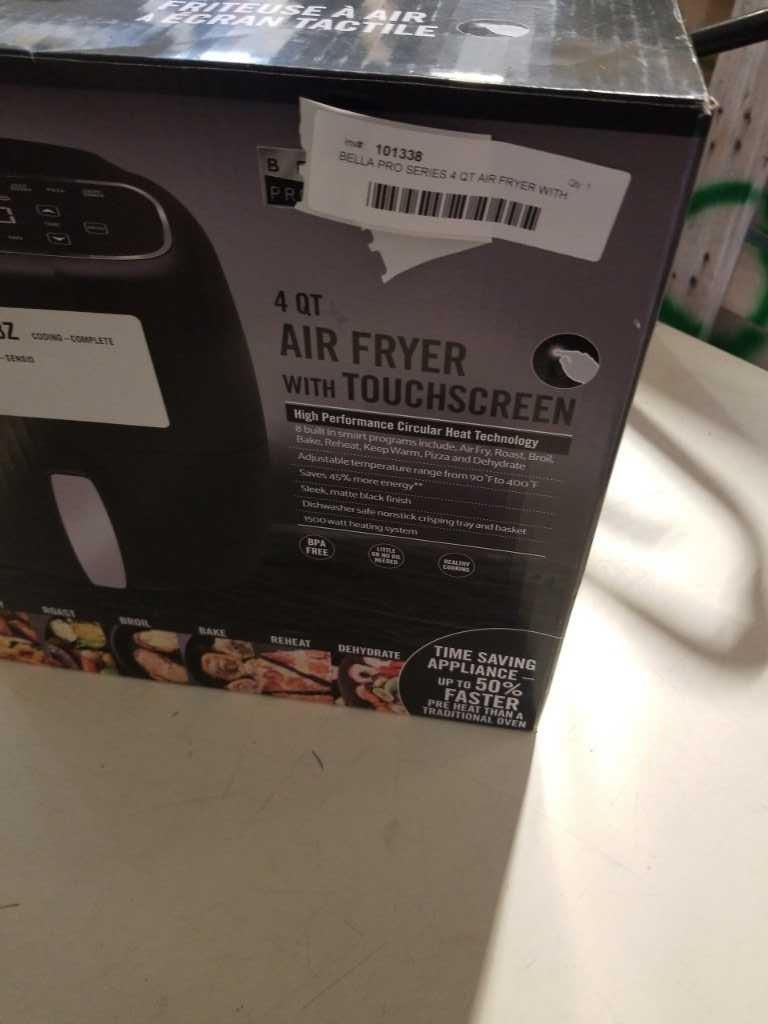 FRITEUSE À AIR
À ÉCRAN TACTILE
Inv#: 101338
Qty: 1
BELLA PRO SERIES 4 QT AIR FRYER WITH
B
PR
CODING-COMPLETE
-SENSIO
4 QT
AIR FRYER
WITH TOUCHSCREEN
High Performance Circular Heat Technology
8 built in smart programs include, Air Fry, Roast, Broil,
Bake, Reheat, Keep Warm, Pizza and Dehydrate
Adjustable temperature range from 90°F to 400°F
Saves 45% more energy**
Sleek, matte black finish
Dishwasher safe nonstick crisping tray and basket
1500 watt heating system
BPA
FREE
LITTLE
OR NO OIL
NEEDED
HEALTHY
COOKING
ROAST
BROIL
BAKE
REHEAT
DEHYDRATE
TIME SAVING
APPLIANCE –
UP TO 50%
FASTER
PRE HEAT THAN A
TRADITIONAL OVEN